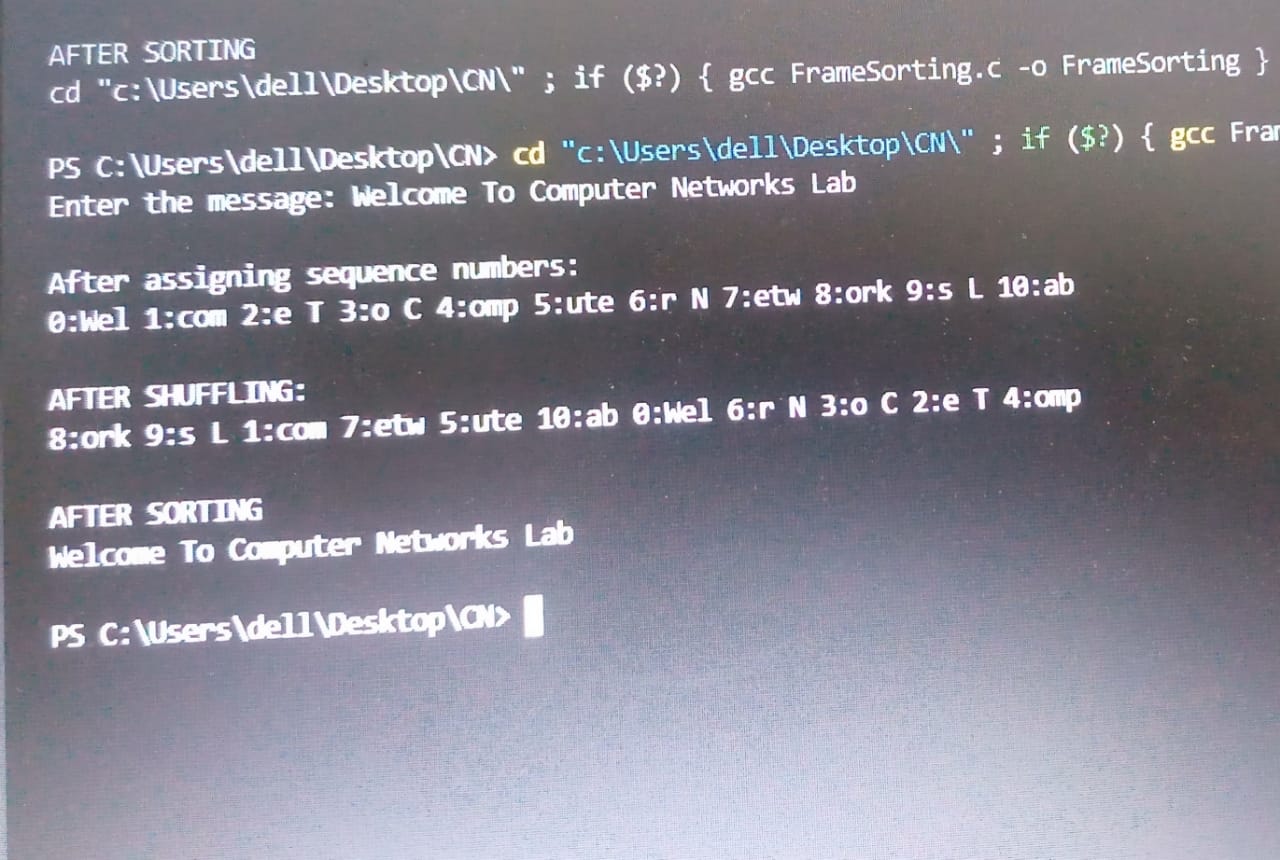 AFTER SORTING
cd "c:\Users\dell\Desktop\CN\" ; if ($?) { gcc FrameSorting.c -o FrameSorting }
PS C:\Users\dell\Desktop\CN> cd "c:\Users\dell\Desktop\CN\" ; if ($?) { gcc
Enter the message: Welcome To Computer Networks Lab
After assigning sequence numbers:
0:Wel 1:com 2:e T 3:o C 4:omp 5:ute 6:r N 7:etw 8:ork 9:s L 10:ab
AFTER SHUFFLING:
8:ork 9:s L 1:com 7:etw 5:ute 10:ab 0:Wel 6:r N 3:o C 2:e T 4:omp
AFTER SORTING
Welcome To Computer Networks Lab
PS C:\Users\dell\Desktop\CN>